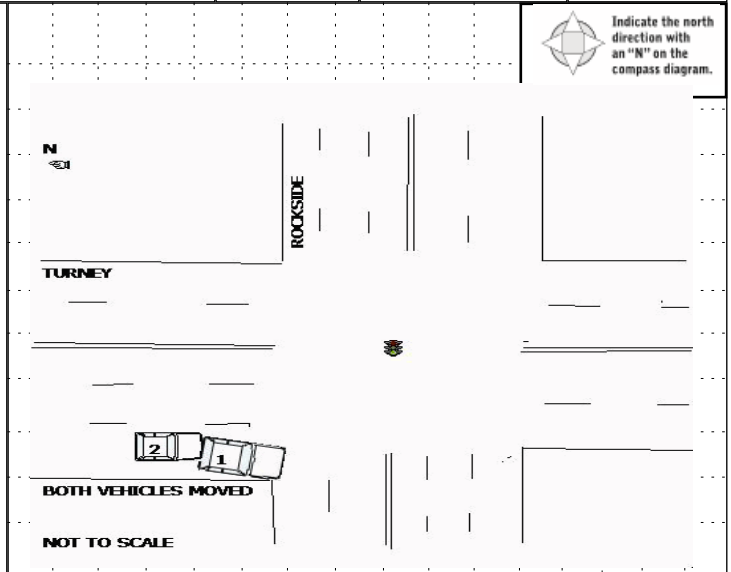 Indicate the north
direction with
an "N" on the
compass diagram.
N
ROCKSIDE
TURNEY
2
1
BOTH VEHICLES MOVED
NOT TO SCALE